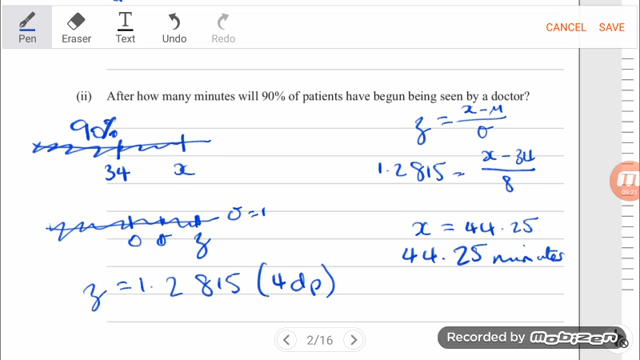 Pen
Eraser
Text
Undo
Redo
CANCEL
SAVE
(ii) After how many minutes will 90% of patients have begun being seen by a doctor?
90%
34 x
0 z
σ=1
z = 1.2815 (4dp)
z = x-μ/σ
1.2815 = x-34/8
x = 44.25
44.25 minutes
2/16
Recorded by
mobizen